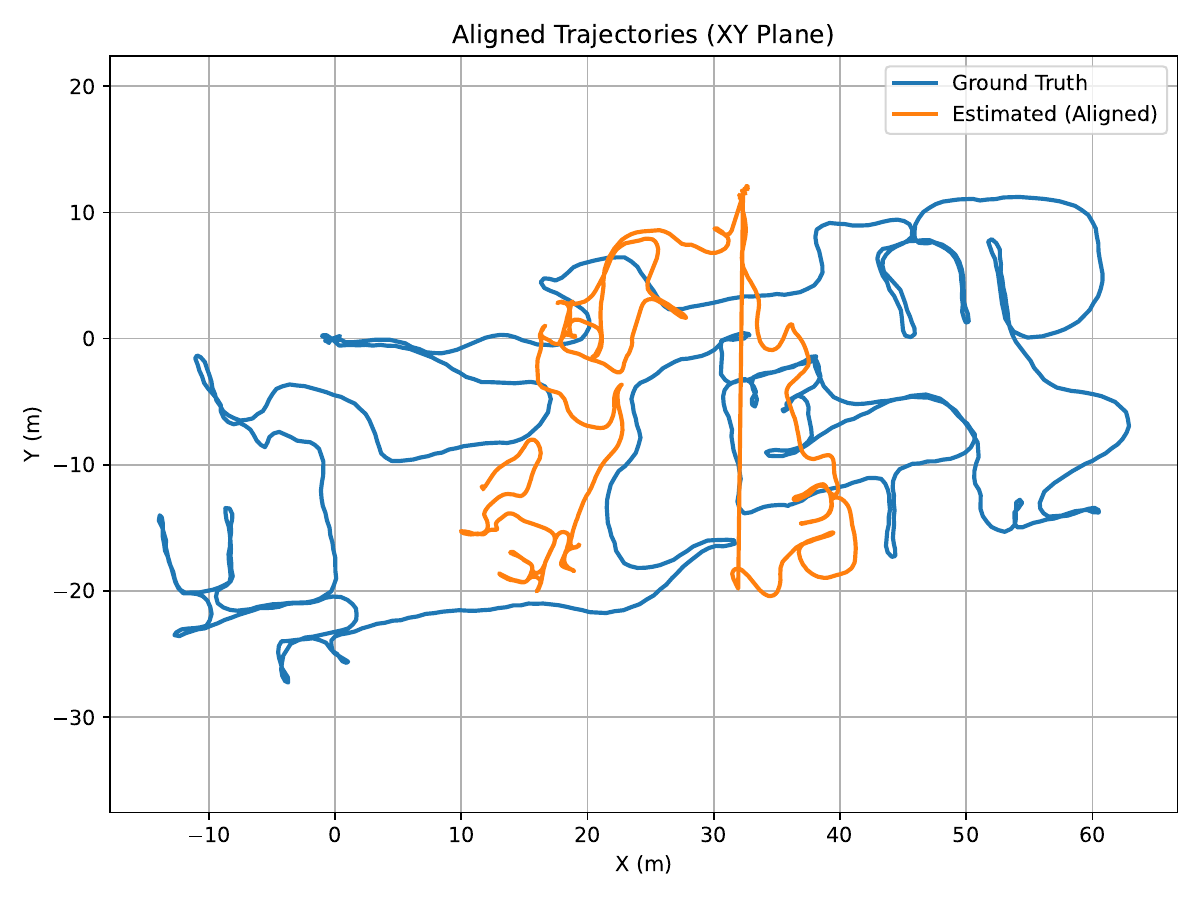 Aligned Trajectories (XY Plane)
Ground Truth
Estimated (Aligned)
20
10
0
−10
−20
−30
Y (m)
−10 0 10 20 30 40 50 60
X (m)